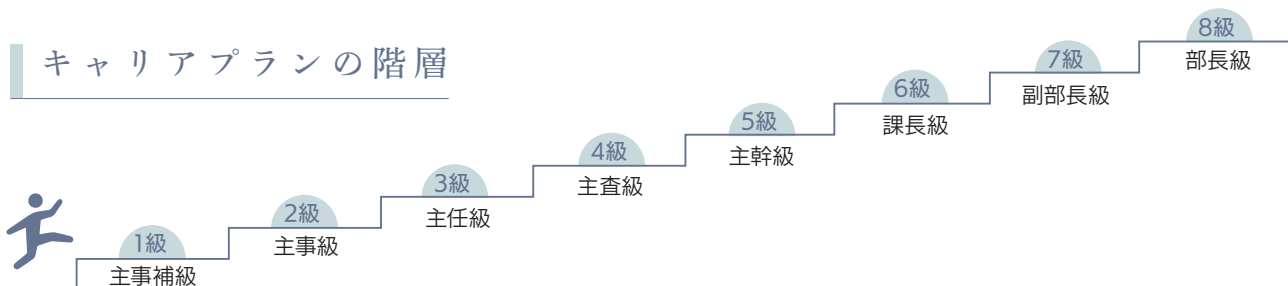 キャリアプランの階層
1級
主事補級
2級
主事級
3級
主任級
4級
主査級
5級
主幹級
6級
課長級
7級
副部長級
8級
部長級